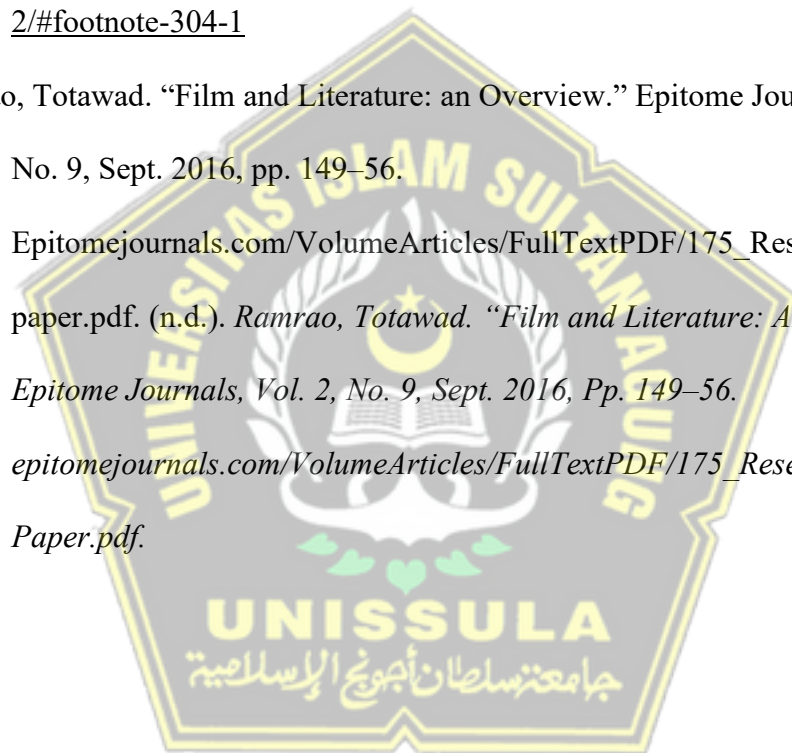 2/#footnote-304-1
o, Totawad. “Film and Literature: an Overview.” Epitome Jou
No. 9, Sept. 2016, pp. 149–56.
Epitomejournals.com/VolumeArticles/FullTextPDF/175_Res
paper.pdf. (n.d.). Ramrao, Totawad. “Film and Literature: A
Epitome Journals, Vol. 2, No. 9, Sept. 2016, Pp. 149–56.
epitomejournals.com/VolumeArticles/FullTextPDF/175_Rese
Paper.pdf.
UNIVERSITAS ISLAM SULTAN AGUNG
UNISSULA
جامعتسلطان أجونج الإسلامية